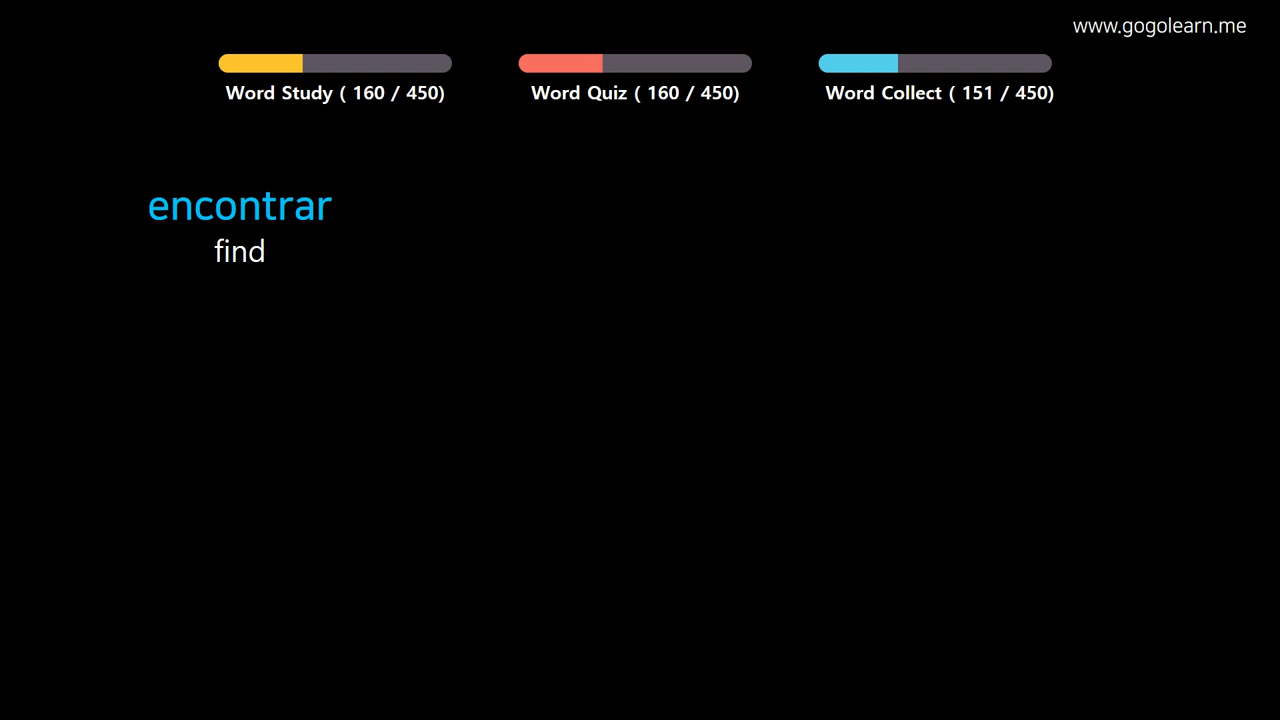 www.gogolearn.me
Word Study ( 160 / 450)
Word Quiz ( 160 / 450)
Word Collect ( 151 / 450)
encontrar
find